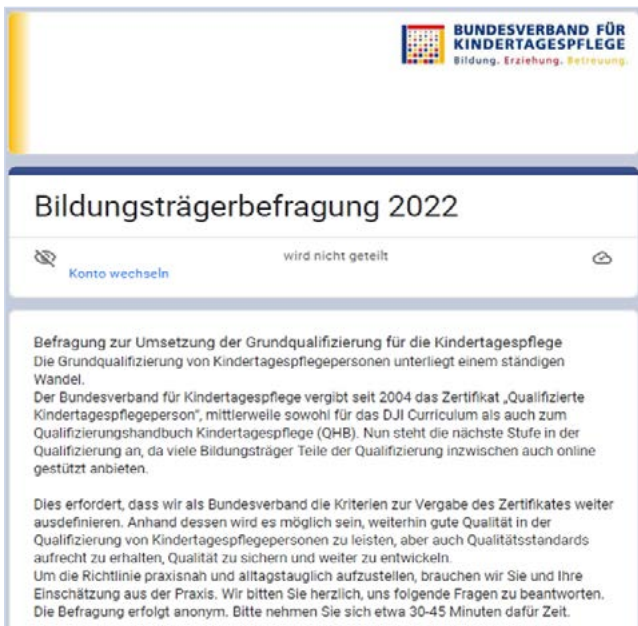 BUNDESVERBAND FÜR
KINDERTAGESPFLEGE
Bildung. Erziehung. Betreuung.
Bildungsträgerbefragung 2022
wird nicht geteilt
Konto wechseln
Befragung zur Umsetzung der Grundqualifizierung für die Kindertagespflege
Die Grundqualifizierung von Kindertagespflegepersonen unterliegt einem ständigen
Wandel.
Der Bundesverband für Kindertagespflege vergibt seit 2004 das Zertifikat „Qualifizierte
Kindertagespflegeperson", mittlerweile sowohl für das DJI Curriculum als auch zum
Qualifizierungshandbuch Kindertagespflege (QHB). Nun steht die nächste Stufe in der
Qualifizierung an, da viele Bildungsträger Teile der Qualifizierung inzwischen auch online
gestützt anbieten.
Dies erfordert, dass wir als Bundesverband die Kriterien zur Vergabe des Zertifikates weiter
ausdefinieren. Anhand dessen wird es möglich sein, weiterhin gute Qualität in der
Qualifizierung von Kindertagespflegepersonen zu leisten, aber auch Qualitätsstandards
aufrecht zu erhalten, Qualität zu sichern und weiter zu entwickeln.
Um die Richtlinie praxisnah und alltagstauglich aufzustellen, brauchen wir Sie und Ihre
Einschätzung aus der Praxis. Wir bitten Sie herzlich, uns folgende Fragen zu beantworten.
Die Befragung erfolgt anonym. Bitte nehmen Sie sich etwa 30-45 Minuten dafür Zeit.